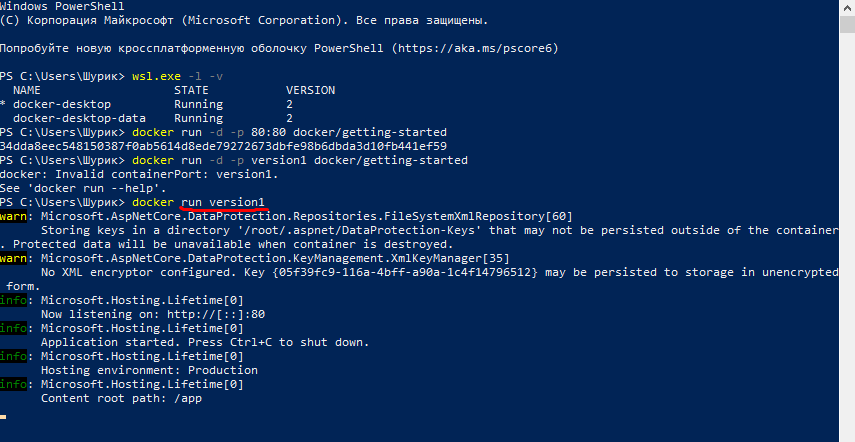 Windows PowerShell
(C) Корпорация Майкрософт (Microsoft Corporation). Все права защищены.
Попробуйте новую кроссплатформенную оболочку PowerShell (https://aka.ms/pscore6)
PS C:\Users\Шурик> wsl.exe -l -v
NAME STATE VERSION
* docker-desktop Running 2
docker-desktop-data Running 2
PS C:\Users\Шурик> docker run -d -p 80:80 docker/getting-started
34dda8eec548150387f0ab5614d8ede79272673dbfe98b6dbda3d10fb441ef59
PS C:\Users\Шурик> docker run -d -p version1 docker/getting-started
docker: Invalid containerPort: version1.
See 'docker run --help'.
PS C:\Users\Шурик> docker run version1
warn: Microsoft.AspNetCore.DataProtection.Repositories.FileSystemXmlRepository[60]
Storing keys in a directory '/root/.aspnet/DataProtection-Keys' that may not be persisted outside of the container
. Protected data will be unavailable when container is destroyed.
warn: Microsoft.AspNetCore.DataProtection.KeyManagement.XmlKeyManager[35]
No XML encryptor configured. Key {05f39fc9-116a-4bff-a90a-1c4f14796512} may be persisted to storage in unencrypted
form.
info: Microsoft.Hosting.Lifetime[0]
Now listening on: http://[::]:80
info: Microsoft.Hosting.Lifetime[0]
Application started. Press Ctrl+C to shut down.
info: Microsoft.Hosting.Lifetime[0]
Hosting environment: Production
info: Microsoft.Hosting.Lifetime[0]
Content root path: /app